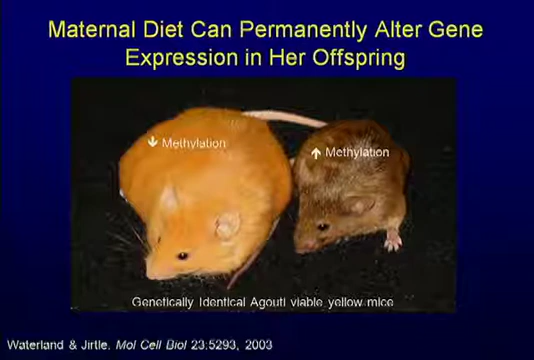 Maternal Diet Can Permanently Alter Gene
Expression in Her Offspring
↓ Methylation
↑ Methylation
Genetically Identical Agouti viable yellow mice
Waterland & Jirtle, Mol Cell Biol 23:5293, 2003